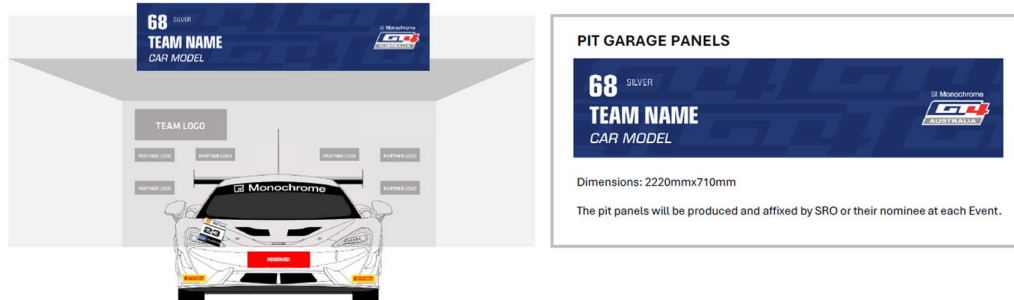 68 SILVER
TEAM NAME
CAR MODEL
Monochrome
GT4
AUSTRALIA
TEAM LOGO
PARTNER LOGO
PARTNER LOGO
PARTNER LOGO
PARTNER LOGO
PARTNER LOGO
PARTNER LOGO
Monochrome
23
RESERVED
PIRELLI
PIRELLI
PIT GARAGE PANELS
68 SILVER
TEAM NAME
CAR MODEL
Monochrome
GT4
AUSTRALIA
Dimensions: 2220mmx710mm
The pit panels will be produced and affixed by SRO or their nominee at each Event.